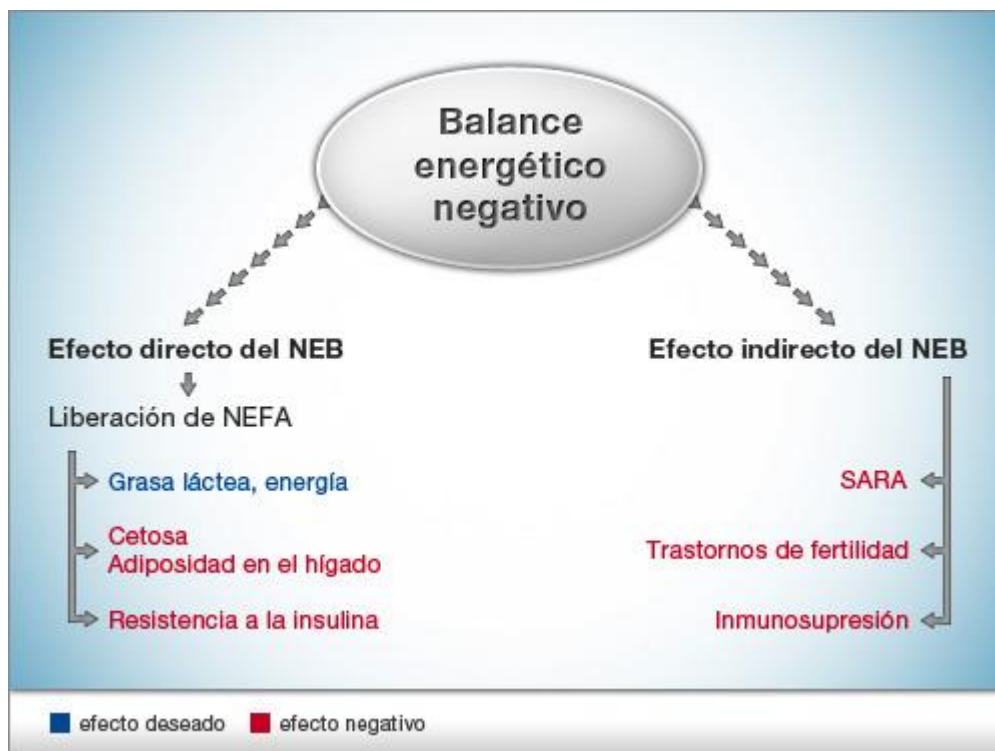 Balance
energético
negativo
Efecto directo del NEB
Liberación de NEFA
Grasa láctea, energía
Cetosa
Adiposidad en el hígado
Resistencia a la insulina
Efecto indirecto del NEB
SARA
Trastornos de fertilidad
Inmunosupresión
efecto deseado
efecto negativo